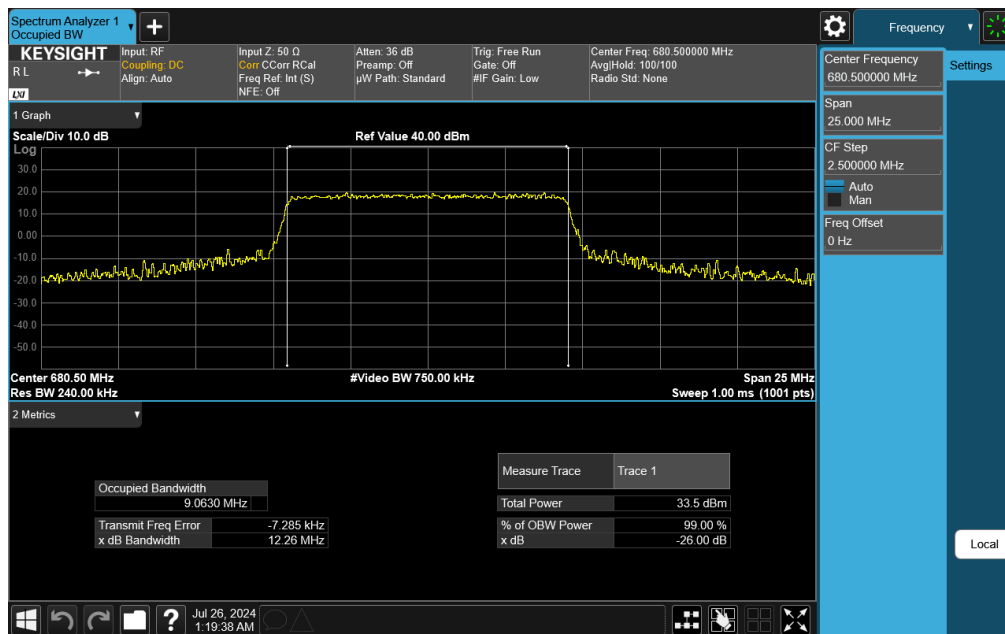 Spectrum Analyzer 1
Occupied BW
Frequency
KEYSIGHT
R L
LXI
Input: RF
Coupling: DC
Align: Auto
Input Z: 50 Ω
Corr CCorr RCal
Freq Ref: Int (S)
NFE: Off
Atten: 36 dB
Preamp: Off
µW Path: Standard
Trig: Free Run
Gate: Off
#IF Gain: Low
Center Freq: 680.500000 MHz
Avg|Hold: 100/100
Radio Std: None
Center Frequency
680.500000 MHz
Settings
Span
25.000 MHz
CF Step
2.500000 MHz
Auto
Man
Freq Offset
0 Hz
Local
1 Graph
Scale/Div 10.0 dB
Ref Value 40.00 dBm
Log
30.0
20.0
10.0
0.00
-10.0
-20.0
-30.0
-40.0
-50.0
Center 680.50 MHz
#Video BW 750.00 kHz
Span 25 MHz
Res BW 240.00 kHz
Sweep 1.00 ms (1001 pts)
2 Metrics
Occupied Bandwidth
9.0630 MHz
Transmit Freq Error -7.285 kHz
x dB Bandwidth 12.26 MHz
Measure Trace Trace 1
Total Power 33.5 dBm
% of OBW Power 99.00 %
x dB -26.00 dB
?
Jul 26, 2024
1:19:38 AM